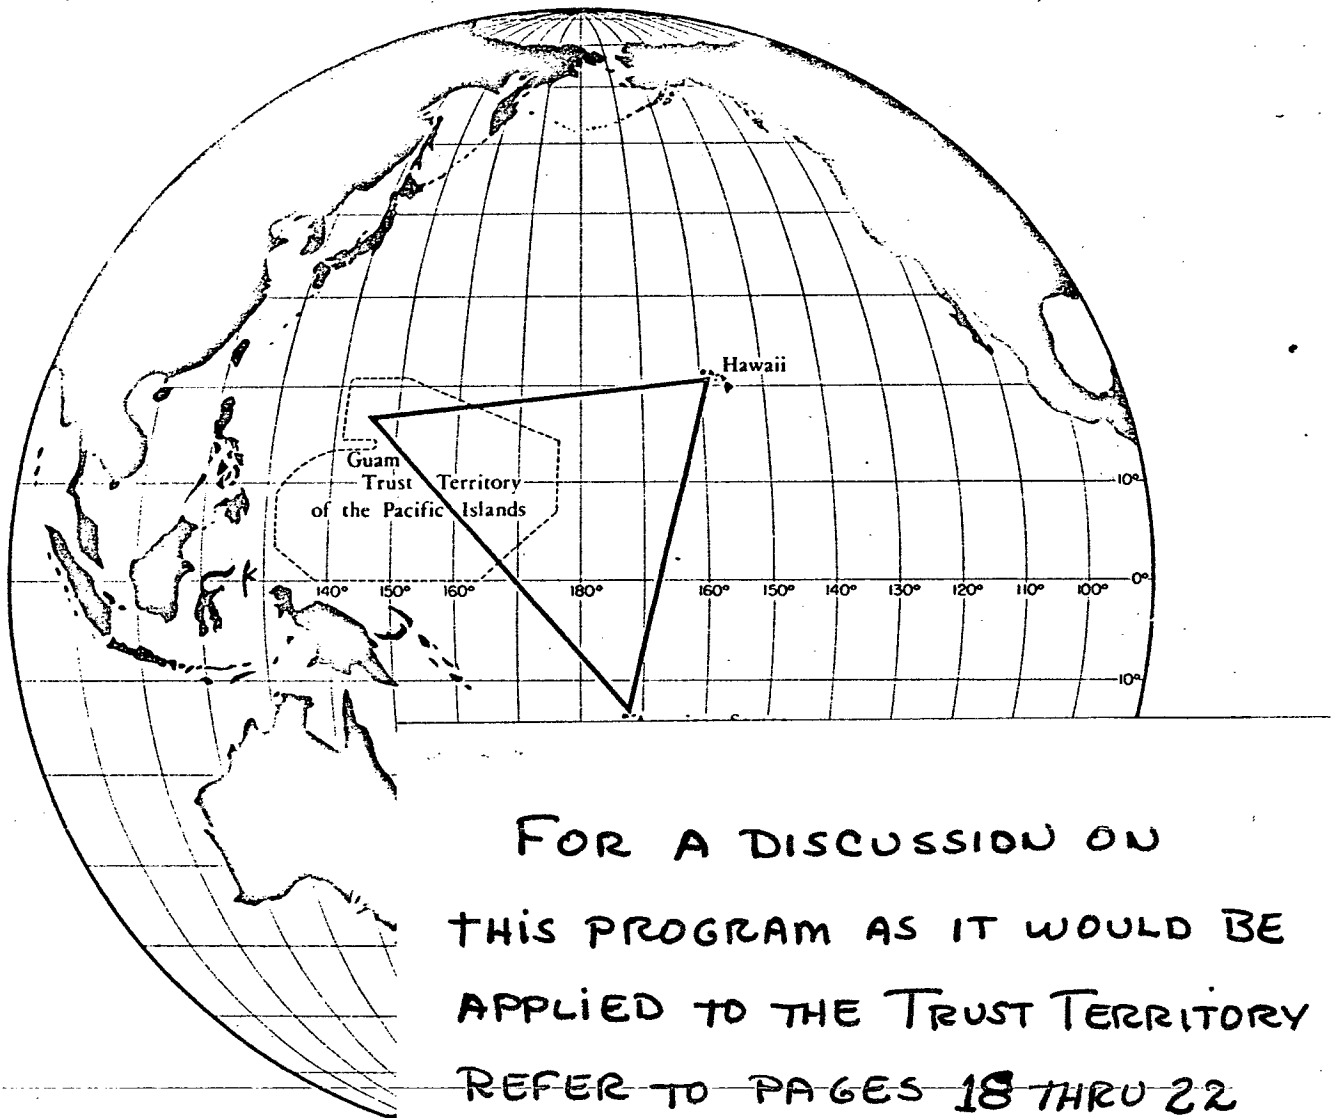 Hawaii
Guam
Trust Territory
of the Pacific Islands
10°
140° 150° 160° 180° 160° 150° 140° 130° 120° 110° 100° 0°
10°
FOR A DISCUSSION ON
THIS PROGRAM AS IT WOULD BE
APPLIED TO THE TRUST TERRITORY
REFER TO PAGES 18 THRU 22